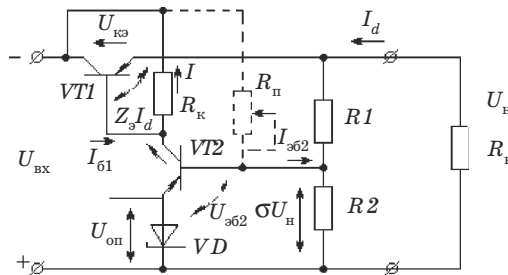 –
U_кэ
I
I_d
VT1
Z_э I_d
R_к
R_п
R1
U_н
I_б1
VT2
I_эб2
R_н
U_вх
U_оп
U_эб2
σU_н
R2
VD
+